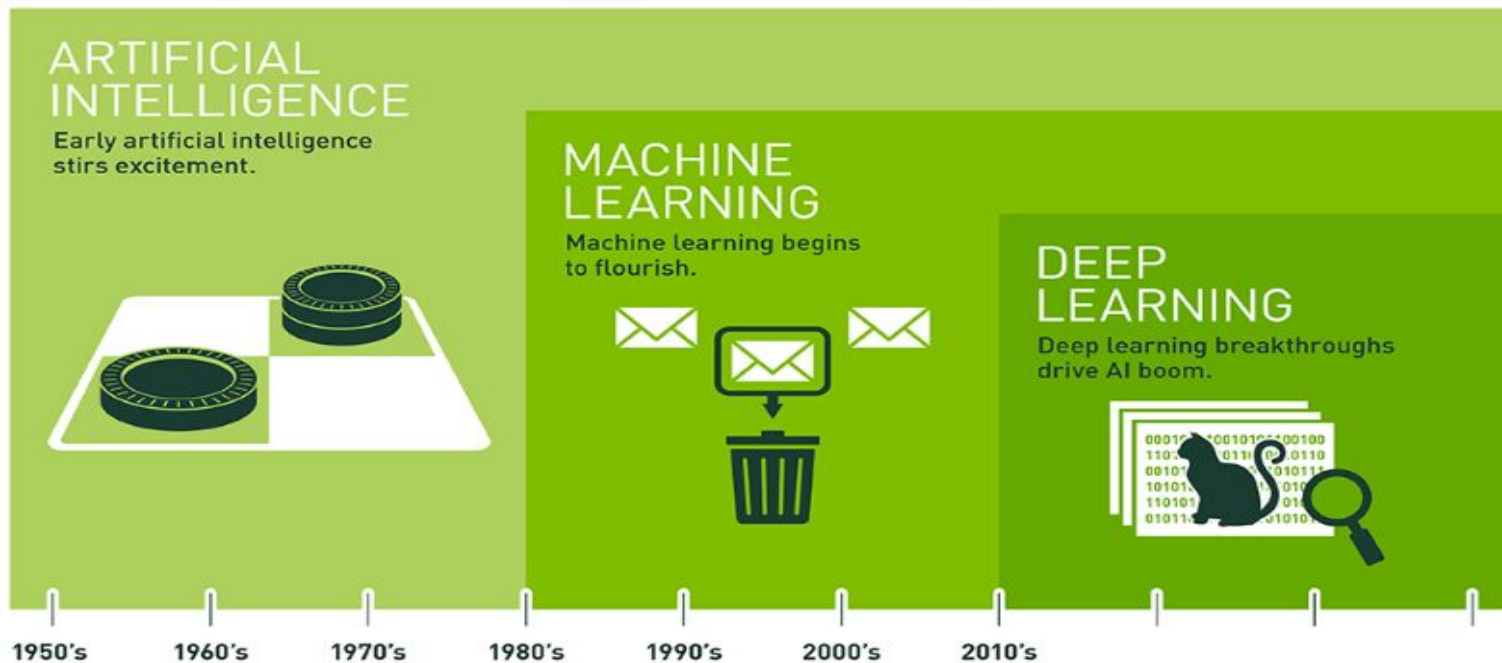 ARTIFICIAL
INTELLIGENCE
Early artificial intelligence
stirs excitement.
MACHINE
LEARNING
Machine learning begins
to flourish.
DEEP
LEARNING
Deep learning breakthroughs
drive AI boom.
1950's 1960's 1970's 1980's 1990's 2000's 2010's